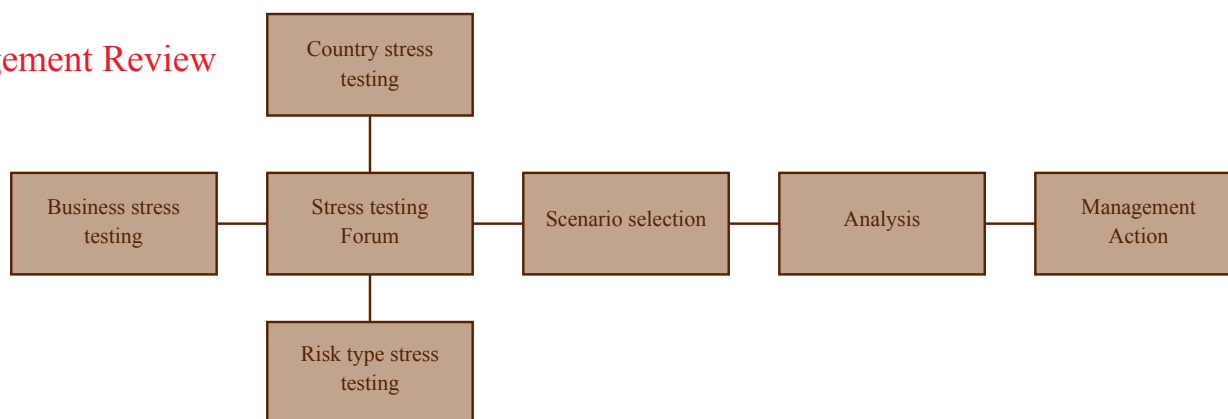 Review
Country stress
testing
Business stress
testing
Stress testing
Forum
Scenario selection
Analysis
Management
Action
Risk type stress
testing